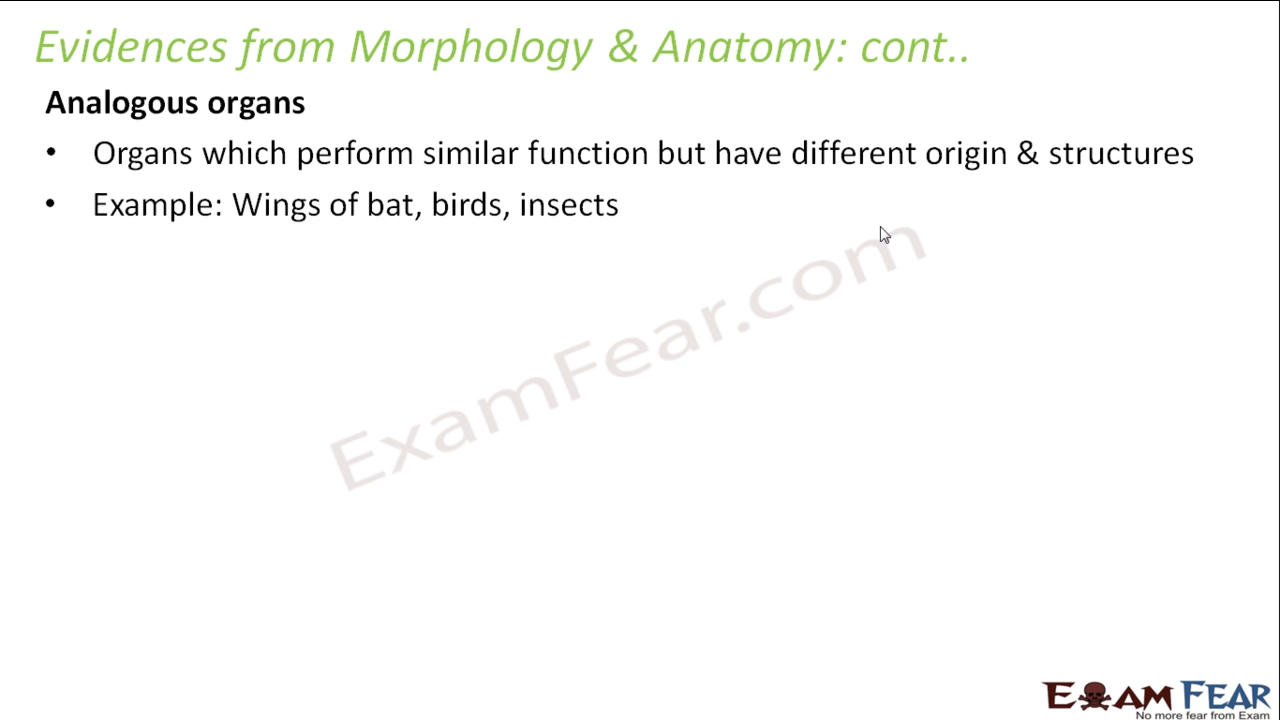 Evidences from Morphology & Anatomy: cont..
Analogous organs
• Organs which perform similar function but have different origin & structures
• Example: Wings of bat, birds, insects
ExamFear.com
EXAM FEAR
No more fear from Exam